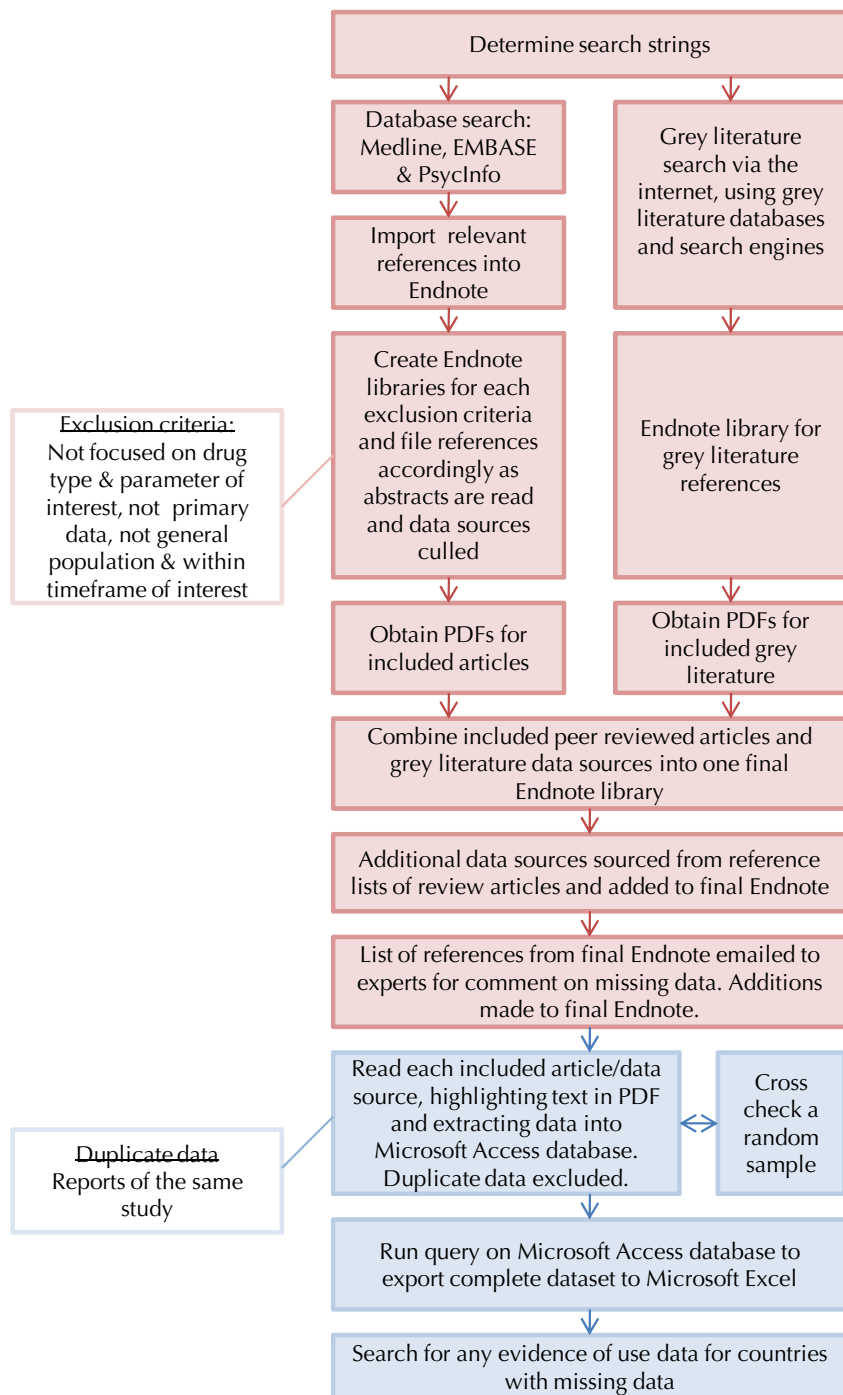 Determine search strings
Database search:
Medline, EMBASE
& PsycInfo
Grey literature
search via the
internet, using grey
literature databases
and search engines
Import relevant
references into
Endnote
Create Endnote
libraries for each
exclusion criteria
and file references
accordingly as
abstracts are read
and data sources
culled
Endnote library for
grey literature
references
Exclusion criteria:
Not focused on drug
type & parameter of
interest, not primary
data, not general
population & within
timeframe of interest
Obtain PDFs for
included articles
Obtain PDFs for
included grey
literature
Combine included peer reviewed articles and
grey literature data sources into one final
Endnote library
Additional data sources sourced from reference
lists of review articles and added to final Endnote
List of references from final Endnote emailed to
experts for comment on missing data. Additions
made to final Endnote.
Read each included article/data
source, highlighting text in PDF
and extracting data into
Microsoft Access database.
Duplicate data excluded.
Cross
check a
random
sample
Duplicate data
Reports of the same
study
Run query on Microsoft Access database to
export complete dataset to Microsoft Excel
Search for any evidence of use data for countries
with missing data